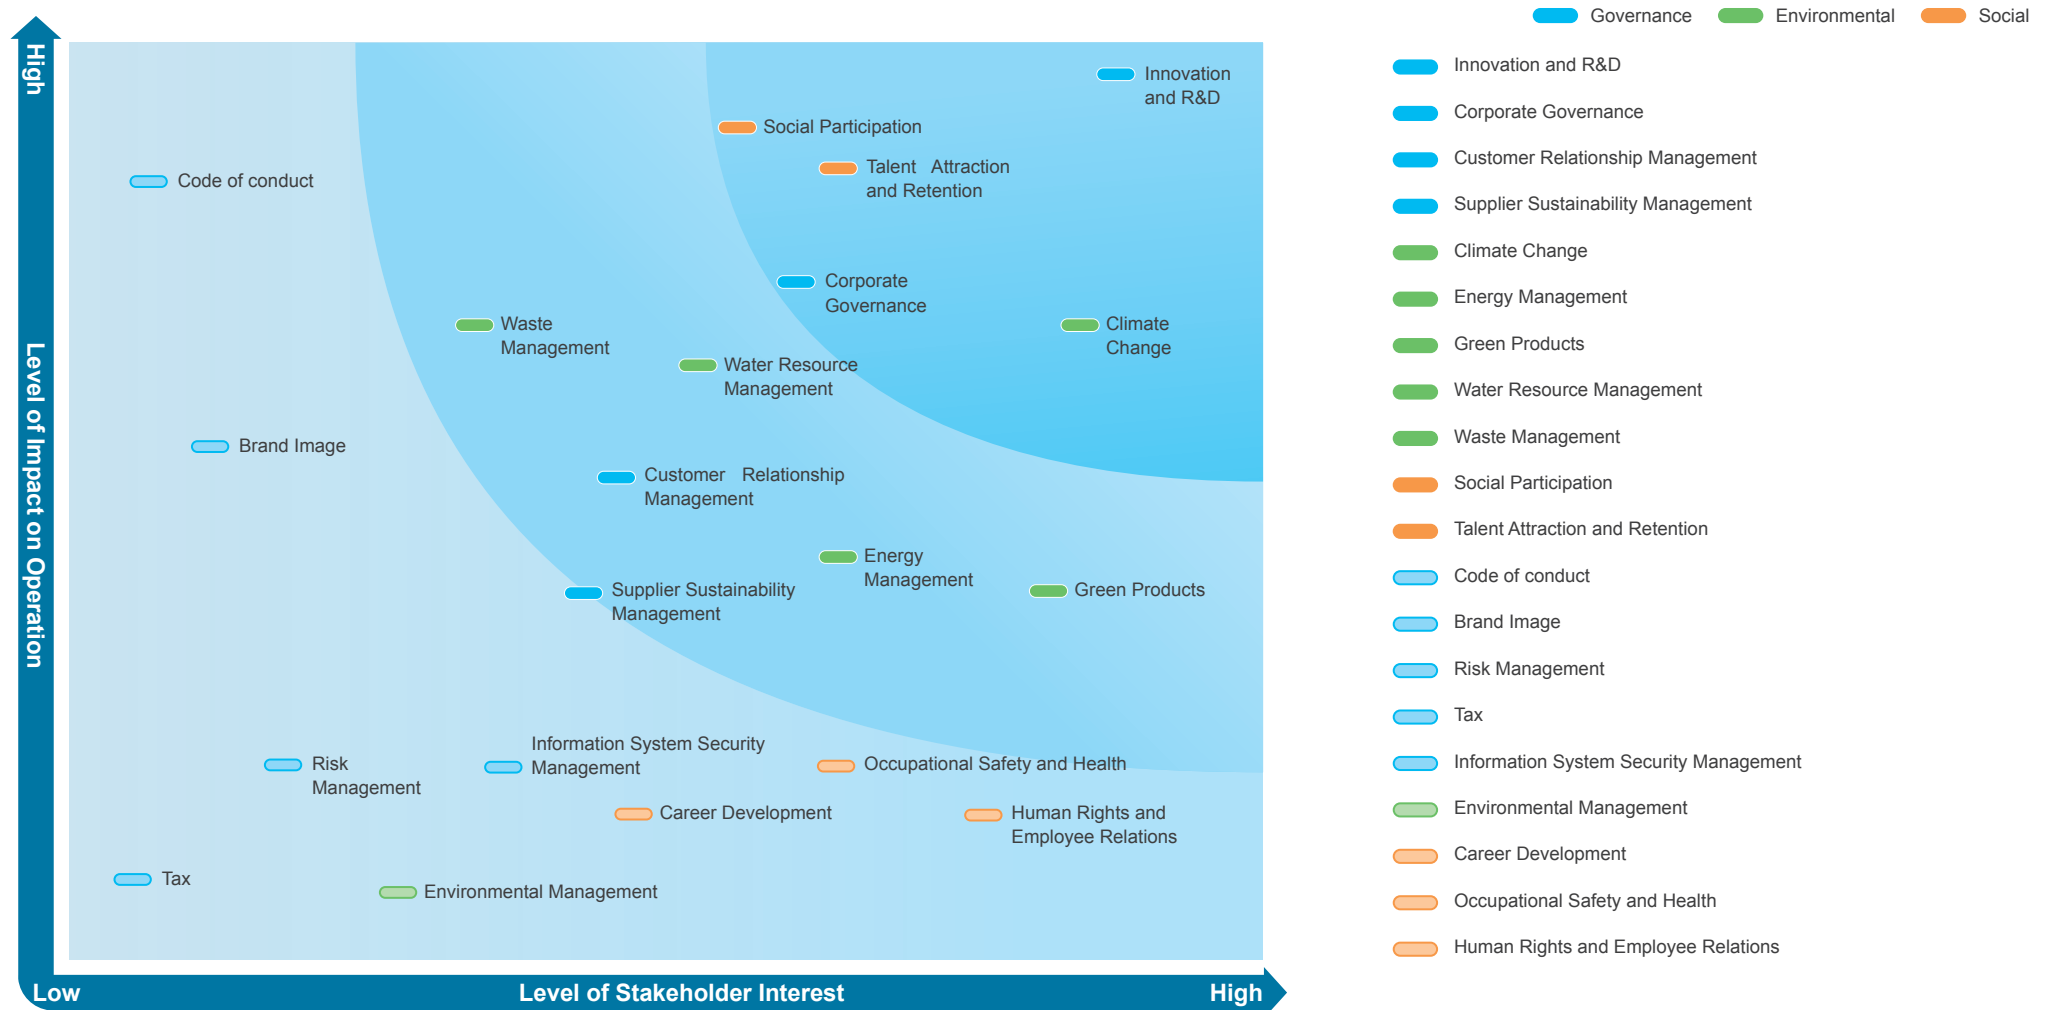 Governance
Environmental
Social
High
Level of Impact on Operation
Innovation
and R&D
Social Participation
Talent Attraction
and Retention
Code of conduct
Corporate
Governance
Waste
Management
Climate
Change
Water Resource
Management
Brand Image
Customer Relationship
Management
Energy
Management
Supplier Sustainability
Management
Green Products
Information System Security
Management
Risk
Management
Occupational Safety and Health
Career Development
Human Rights and
Employee Relations
Tax
Environmental Management
Low
Level of Stakeholder Interest
High
Innovation and R&D
Corporate Governance
Customer Relationship Management
Supplier Sustainability Management
Climate Change
Energy Management
Green Products
Water Resource Management
Waste Management
Social Participation
Talent Attraction and Retention
Code of conduct
Brand Image
Risk Management
Tax
Information System Security Management
Environmental Management
Career Development
Occupational Safety and Health
Human Rights and Employee Relations